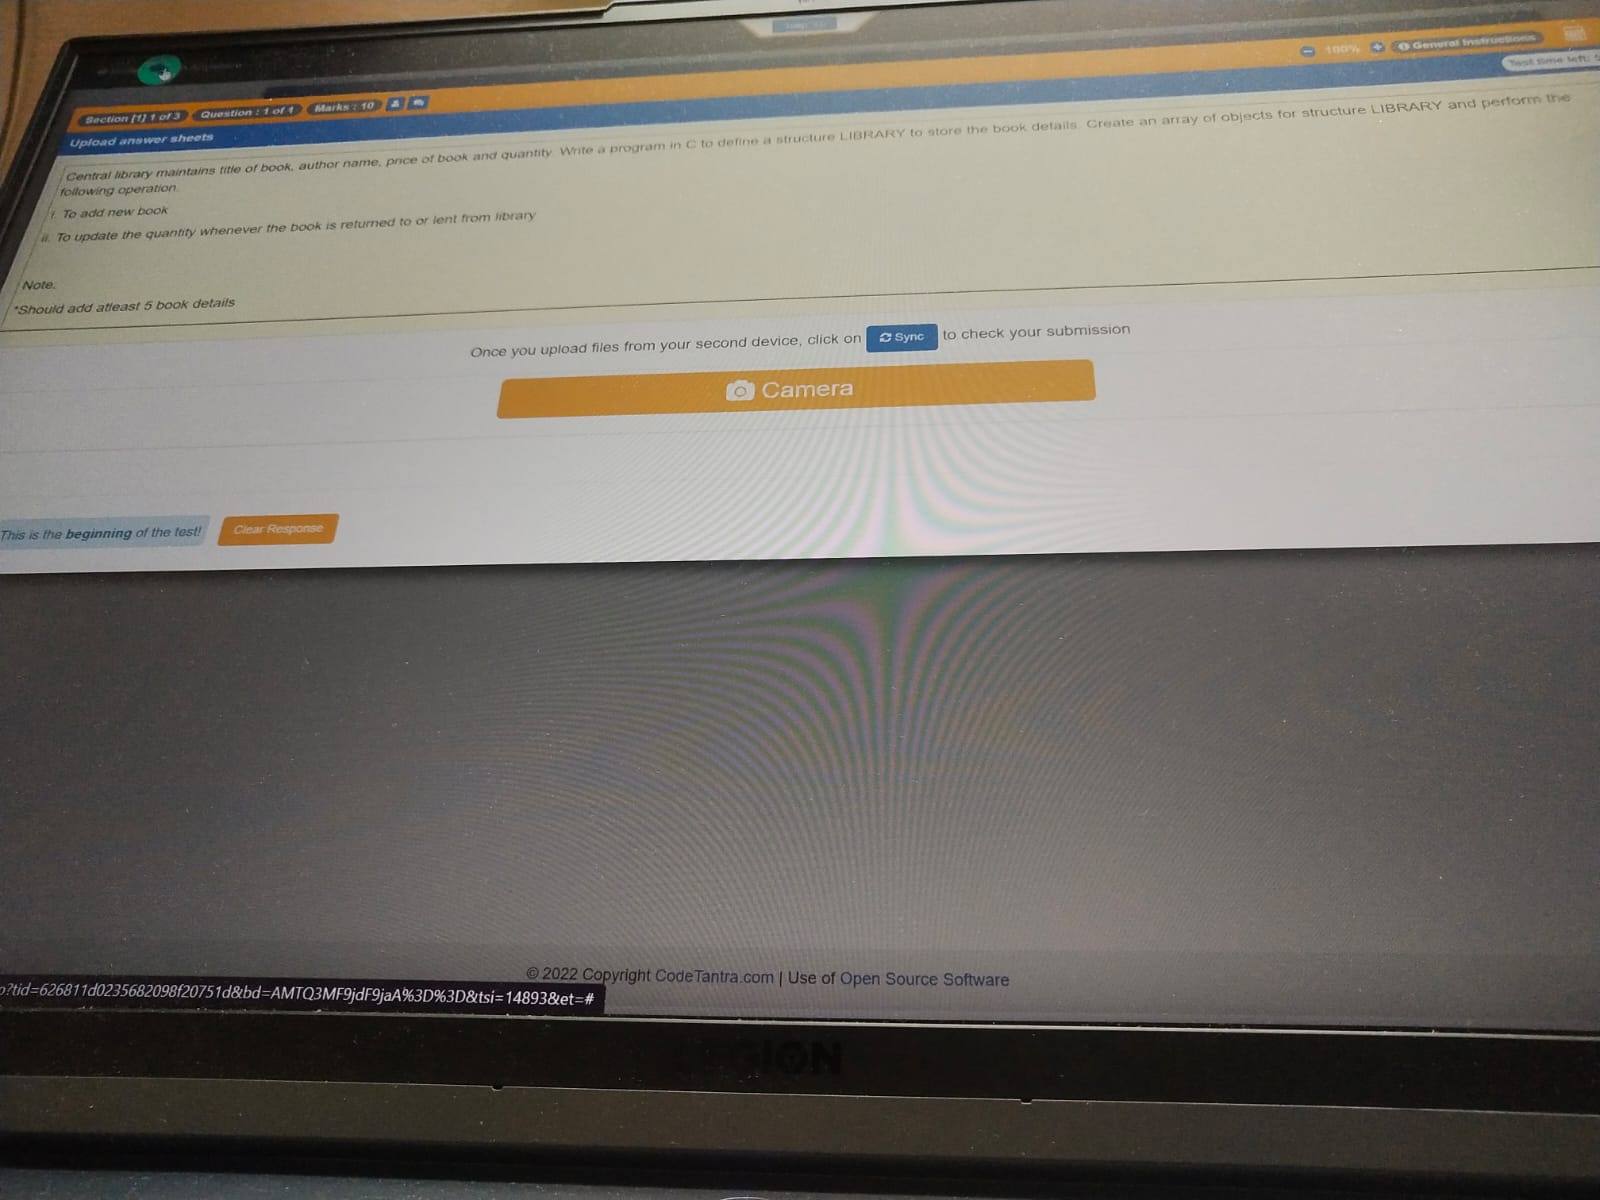 100%
General Instructions
Section [1] 1 of 3 Question : 1 of 1 Marks : 10
Test time left:
Upload answer sheets
Central library maintains title of book, author name, price of book and quantity. Write a program in C to define a structure LIBRARY to store the book details. Create an array of objects for structure LIBRARY and perform the
following operation.
i. To add new book
ii. To update the quantity whenever the book is returned to or lent from library
Note.
*Should add atleast 5 book details
Once you upload files from your second device, click on Sync to check your submission
Camera
This is the beginning of the test! Clear Response
© 2022 Copyright CodeTantra.com | Use of Open Source Software
?tid=626811d0235682098f20751d&bd=AMTQ3MF9jdF9jaA%3D%3D&tsi=14893&et=#
LEGION